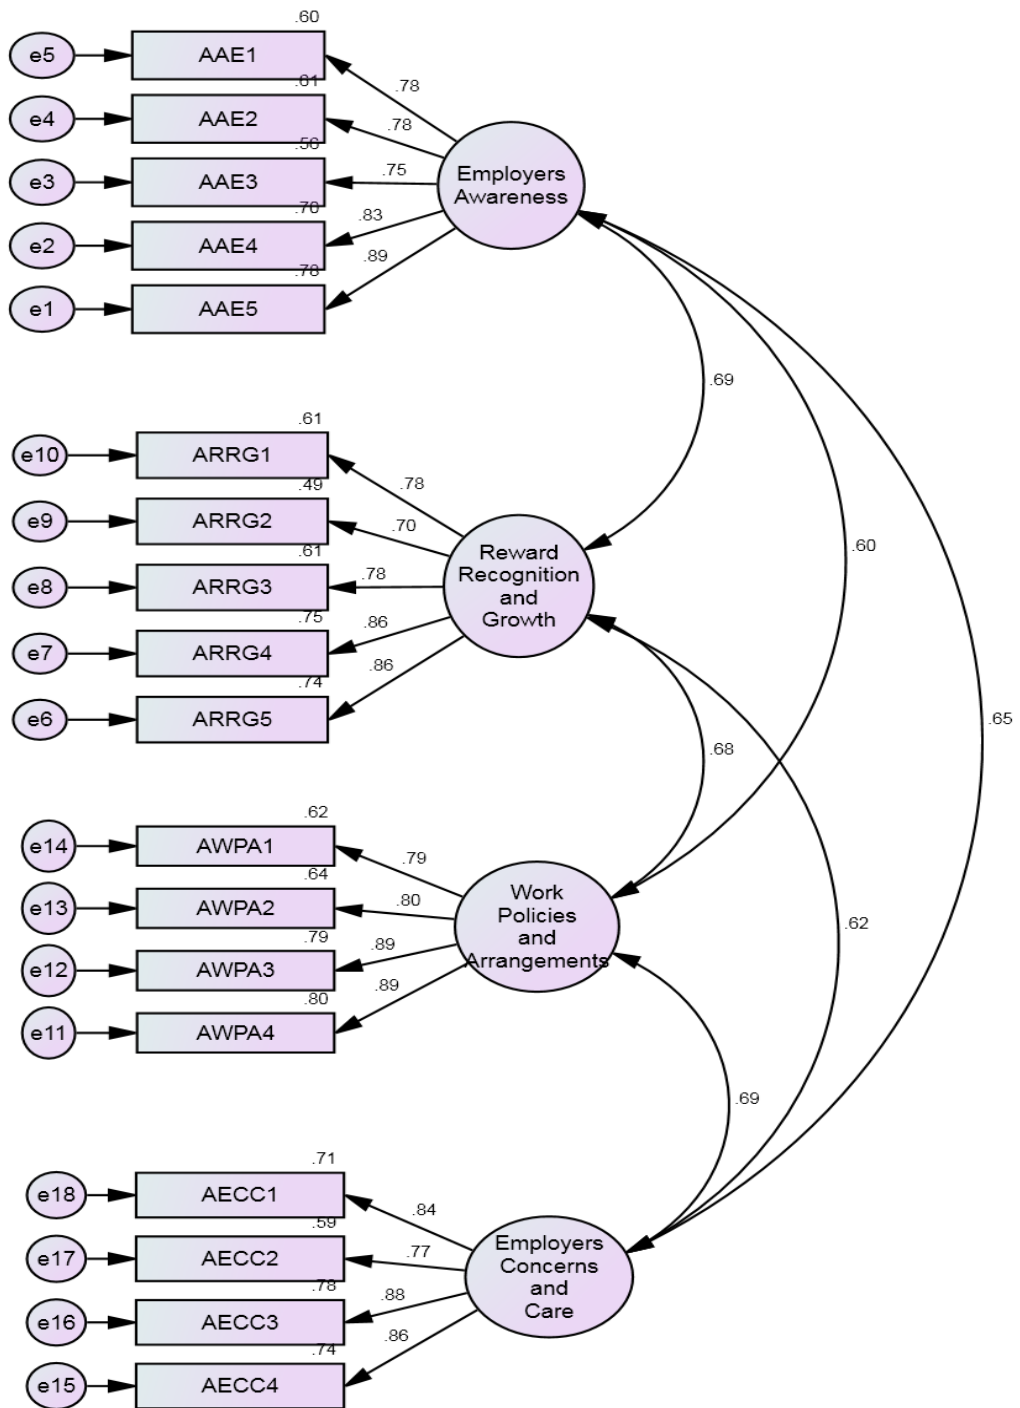 .60
e5
AAE1
.78
.61
e4
AAE2
.78
.56
e3
AAE3
.75
Employers
Awareness
.70
e2
AAE4
.83
.78
e1
AAE5
.89
.69
.61
e10
ARRG1
.78
.49
e9
ARRG2
.70
.61
e8
ARRG3
.78
Reward
Recognition
and
Growth
.75
e7
ARRG4
.86
.74
e6
ARRG5
.86
.60
.65
.68
.62
e14
AWPA1
.79
.64
e13
AWPA2
.80
Work
Policies
and
Arrangements
.79
e12
AWPA3
.89
.80
e11
AWPA4
.89
.62
.69
.71
e18
AECC1
.84
.59
e17
AECC2
.77
Employers
Concerns
and
Care
.78
e16
AECC3
.88
.74
e15
AECC4
.86